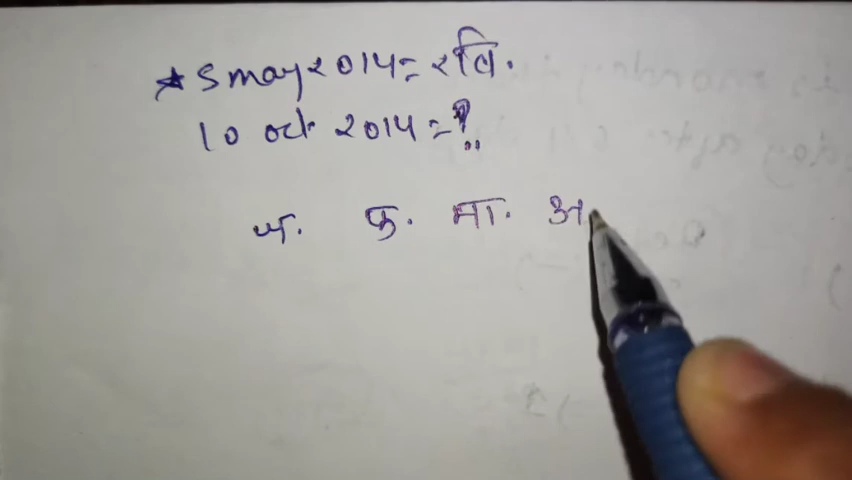 * 5 may 2014 = रवि.
10 oct 2014 = ?
ज. फ. मा. अ